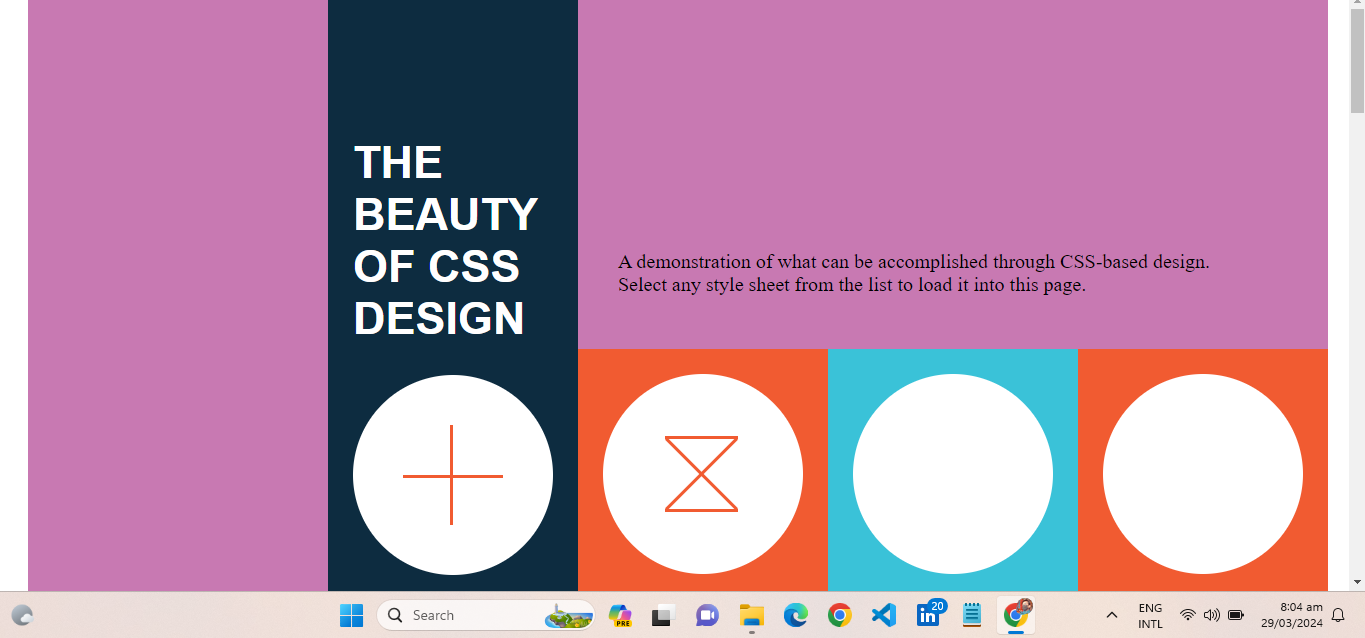 THE
BEAUTY
OF CSS
DESIGN
A demonstration of what can be accomplished through CSS-based design.
Select any style sheet from the list to load it into this page.
Search
PRE
20
ENG
INTL
8:04 am
29/03/2024